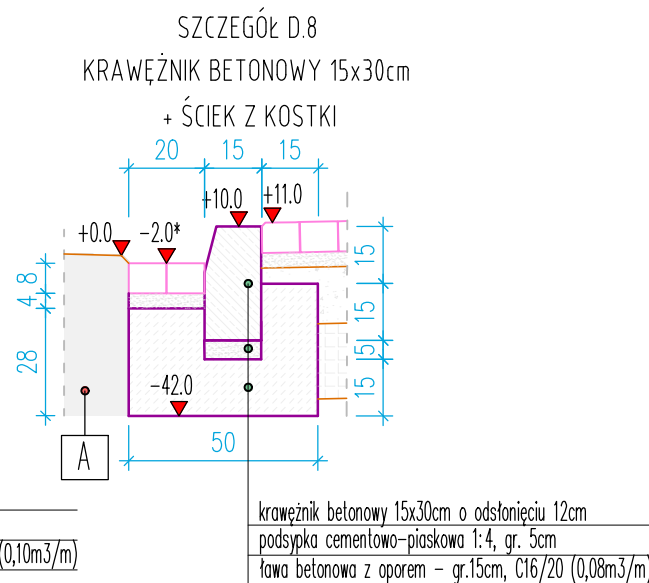 SZCZEGÓŁ D.8
KRAWĘŻNIK BETONOWY 15x30cm
+ ŚCIEK Z KOSTKI
20 15 15
+10.0 +11.0
+0.0 -2.0*
8
4
28
15
15
5
15
-42.0
A
50
krawężnik betonowy 15x30cm o odsłonięciu 12cm
podsypka cementowo-piaskowa 1:4, gr. 5cm
(0,10m3/m)
ława betonowa z oporem - gr.15cm, C16/20 (0,08m3/m)